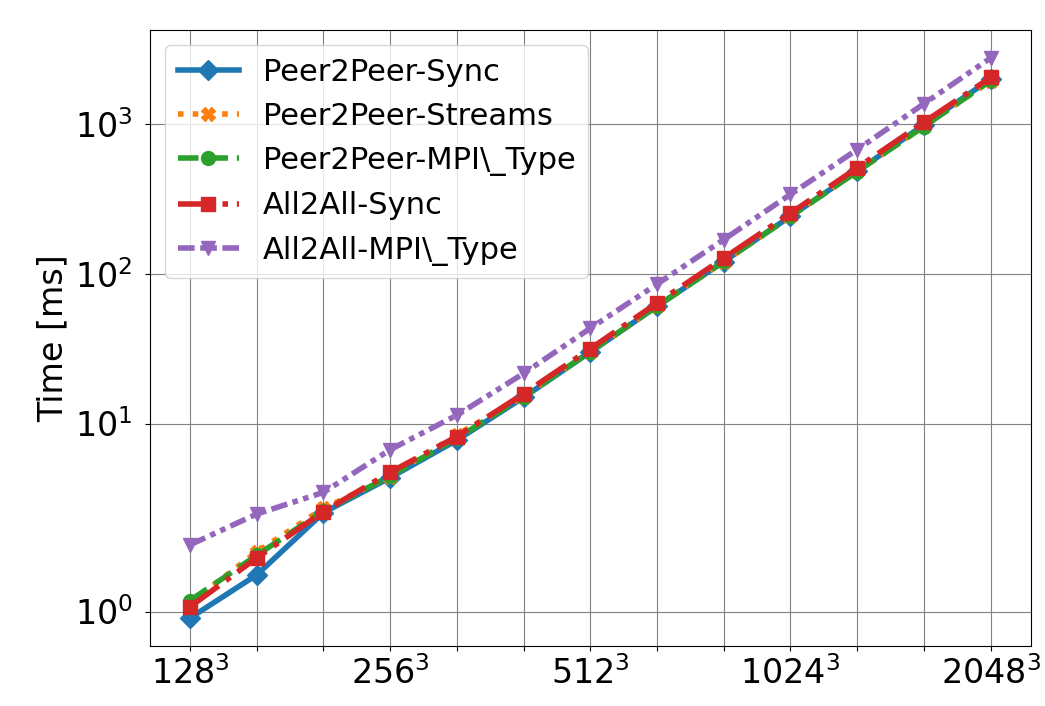 Peer2Peer-Sync
Peer2Peer-Streams
Peer2Peer-MPI\_Type
All2All-Sync
All2All-MPI\_Type
Time [ms]
10³
10²
10¹
10⁰
128³ 256³ 512³ 1024³ 2048³